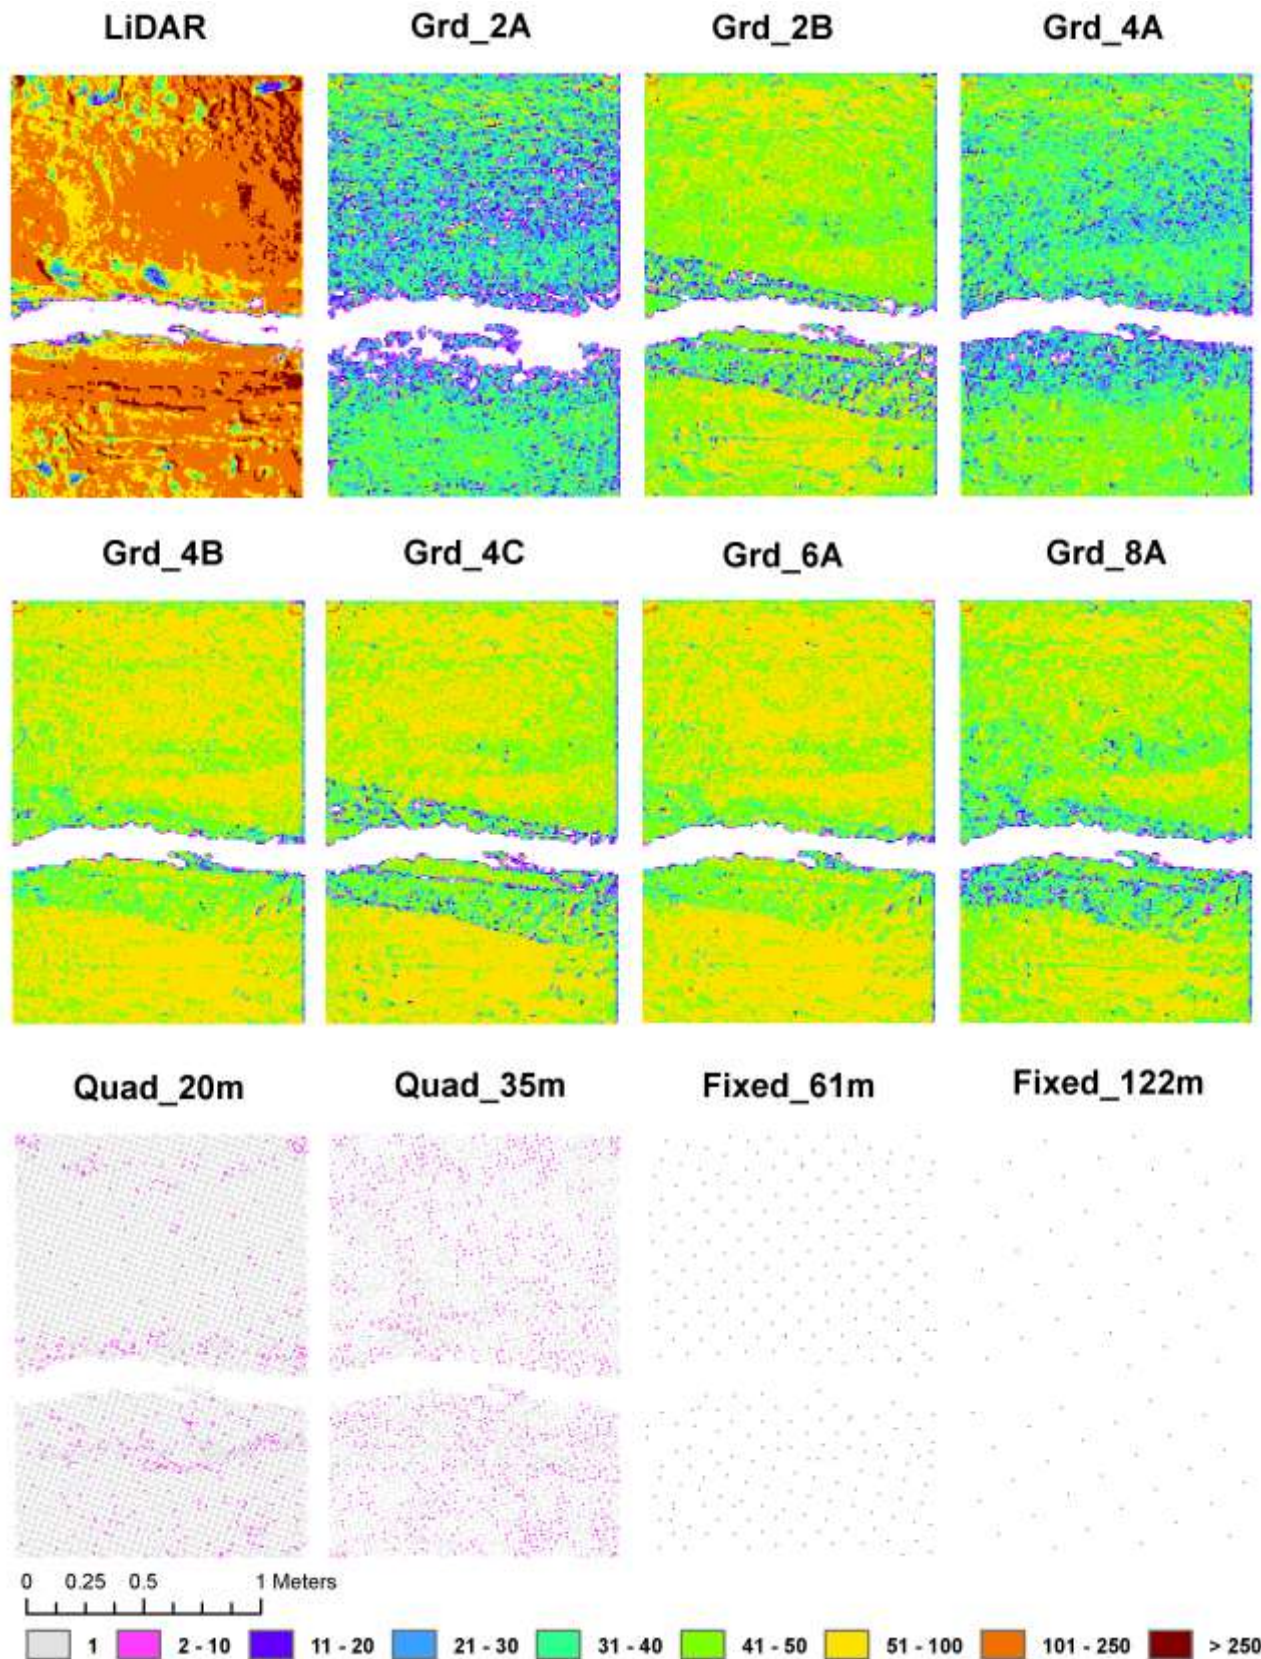 LiDAR Grd_2A Grd_2B Grd_4A
Grd_4B Grd_4C Grd_6A Grd_8A
Quad_20m Quad_35m Fixed_61m Fixed_122m
0 0.25 0.5 1 Meters
1 2 - 10 11 - 20 21 - 30 31 - 40 41 - 50 51 - 100 101 - 250 > 250